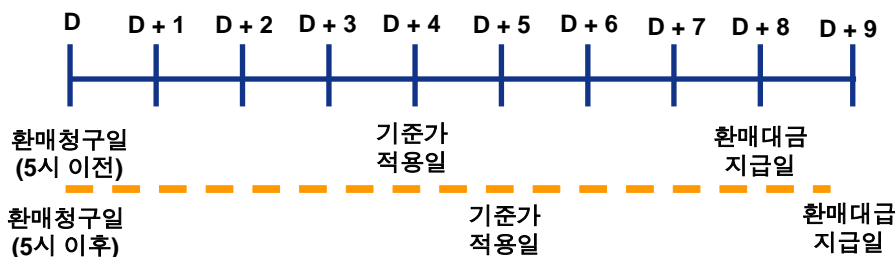 D D + 1 D + 2 D + 3 D + 4 D + 5 D + 6 D + 7 D + 8 D + 9
환매청구일
(5시 이전)
기준가
적용일
환매대금
지급일
환매청구일
(5시 이후)
기준가
적용일
환매대급
지급일